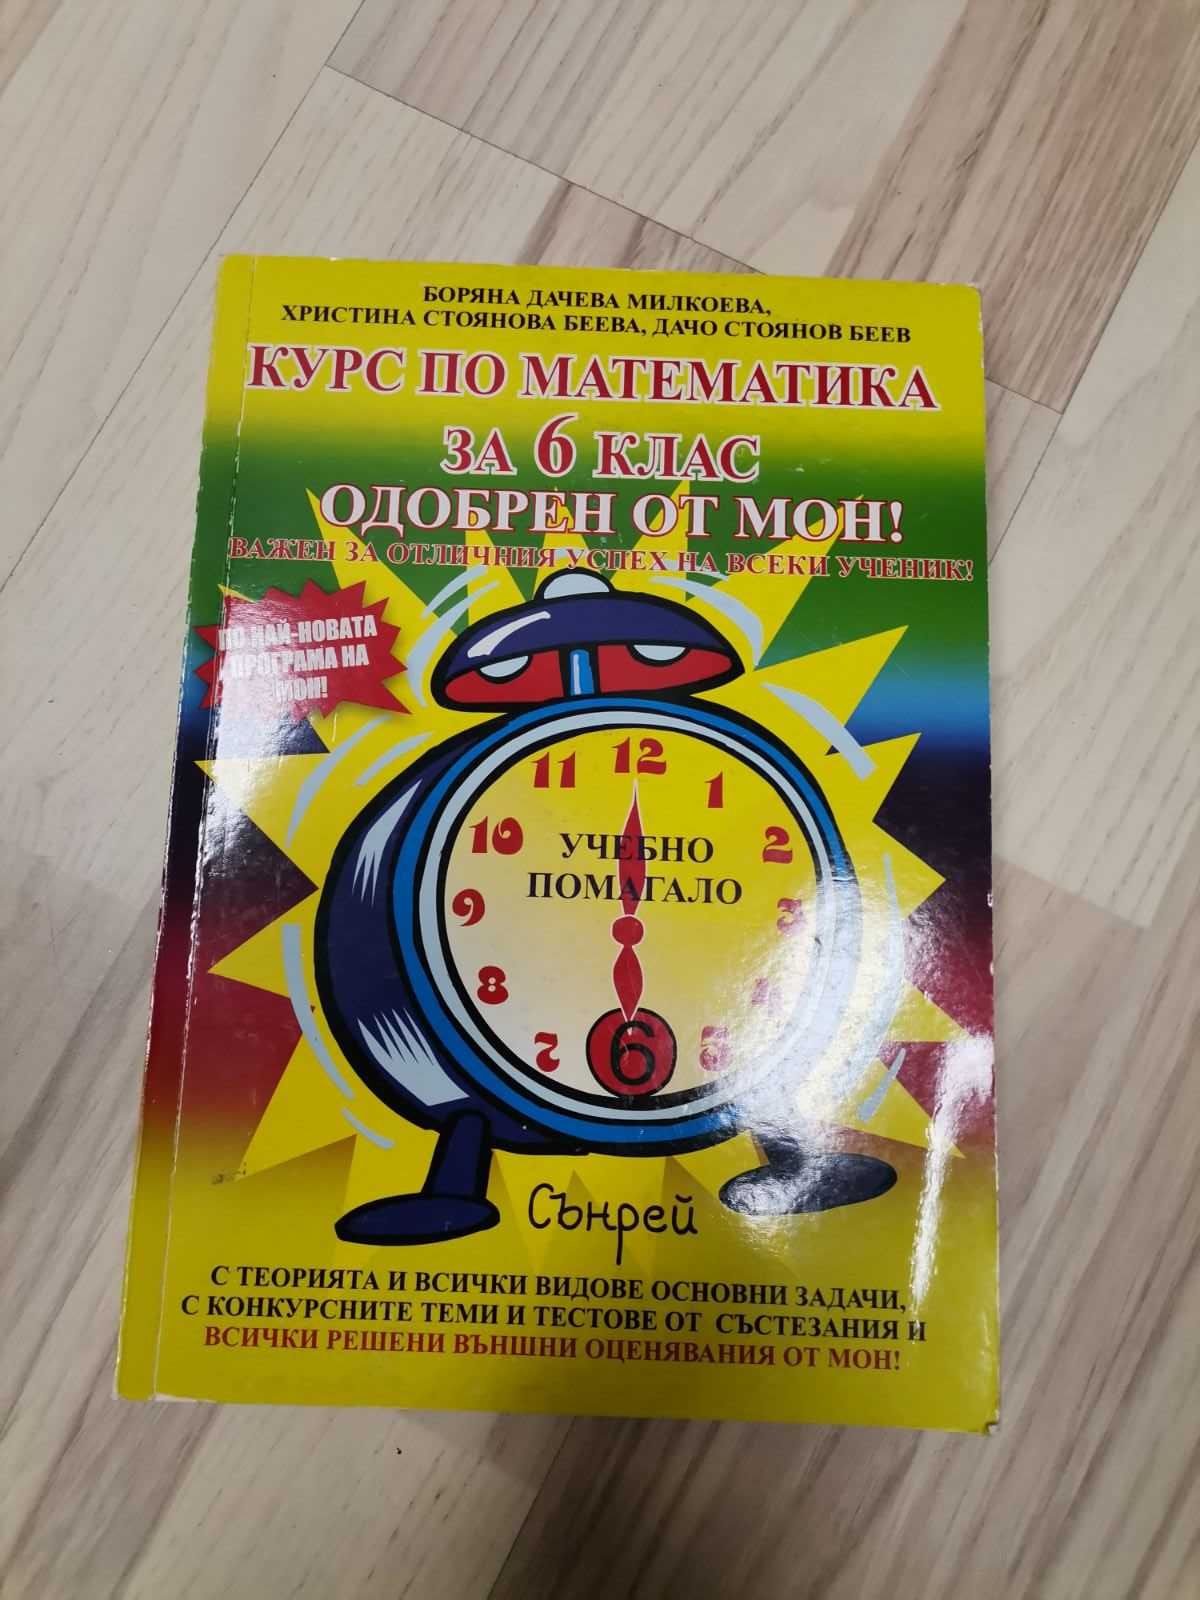 БОРЯНА ДАЧЕВА МИЛКОЕВА,
ХРИСТИНА СТОЯНОВА БЕЕВА, ДАЧО СТОЯНОВ БЕЕВ
КУРС ПО МАТЕМАТИКА
ЗА 6 КЛАС
ОДОБРЕН ОТ МОН!
ВАЖЕН ЗА ОТЛИЧНИЯ УСПЕХ НА ВСЕКИ УЧЕНИК!
ПО НАЙ-НОВАТА
ПРОГРАМА НА
МОН!
11 12 1
10 2
УЧЕБНО
ПОМАГАЛО
9 3
8 4
7 6 5
Сънрей
С ТЕОРИЯТА И ВСИЧКИ ВИДОВЕ ОСНОВНИ ЗАДАЧИ,
С КОНКУРСНИТЕ ТЕМИ И ТЕСТОВЕ ОТ СЪСТЕЗАНИЯ И
ВСИЧКИ РЕШЕНИ ВЪНШНИ ОЦЕНЯВАНИЯ ОТ МОН!